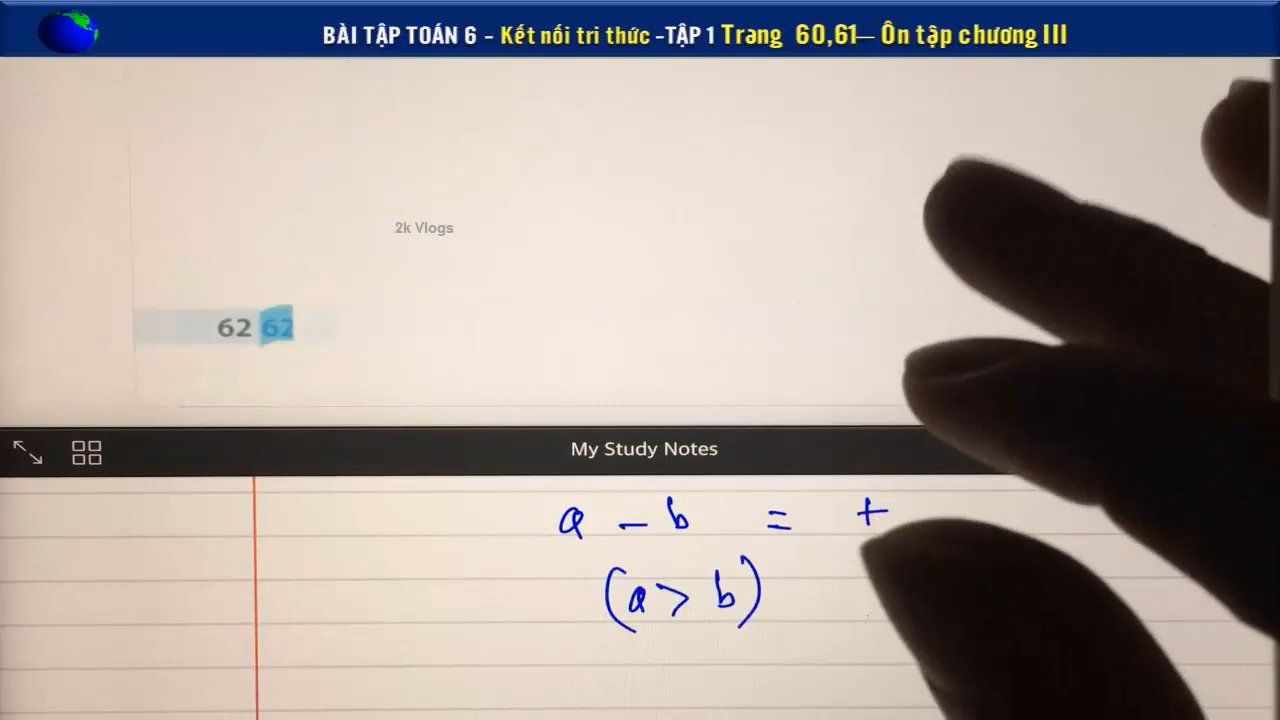 BÀI TẬP TOÁN 6 - Kết nối tri thức -TẬP 1 Trang 60,61– Ôn tập chương III
2k Vlogs
62 62
My Study Notes
a - b = +
(a > b)